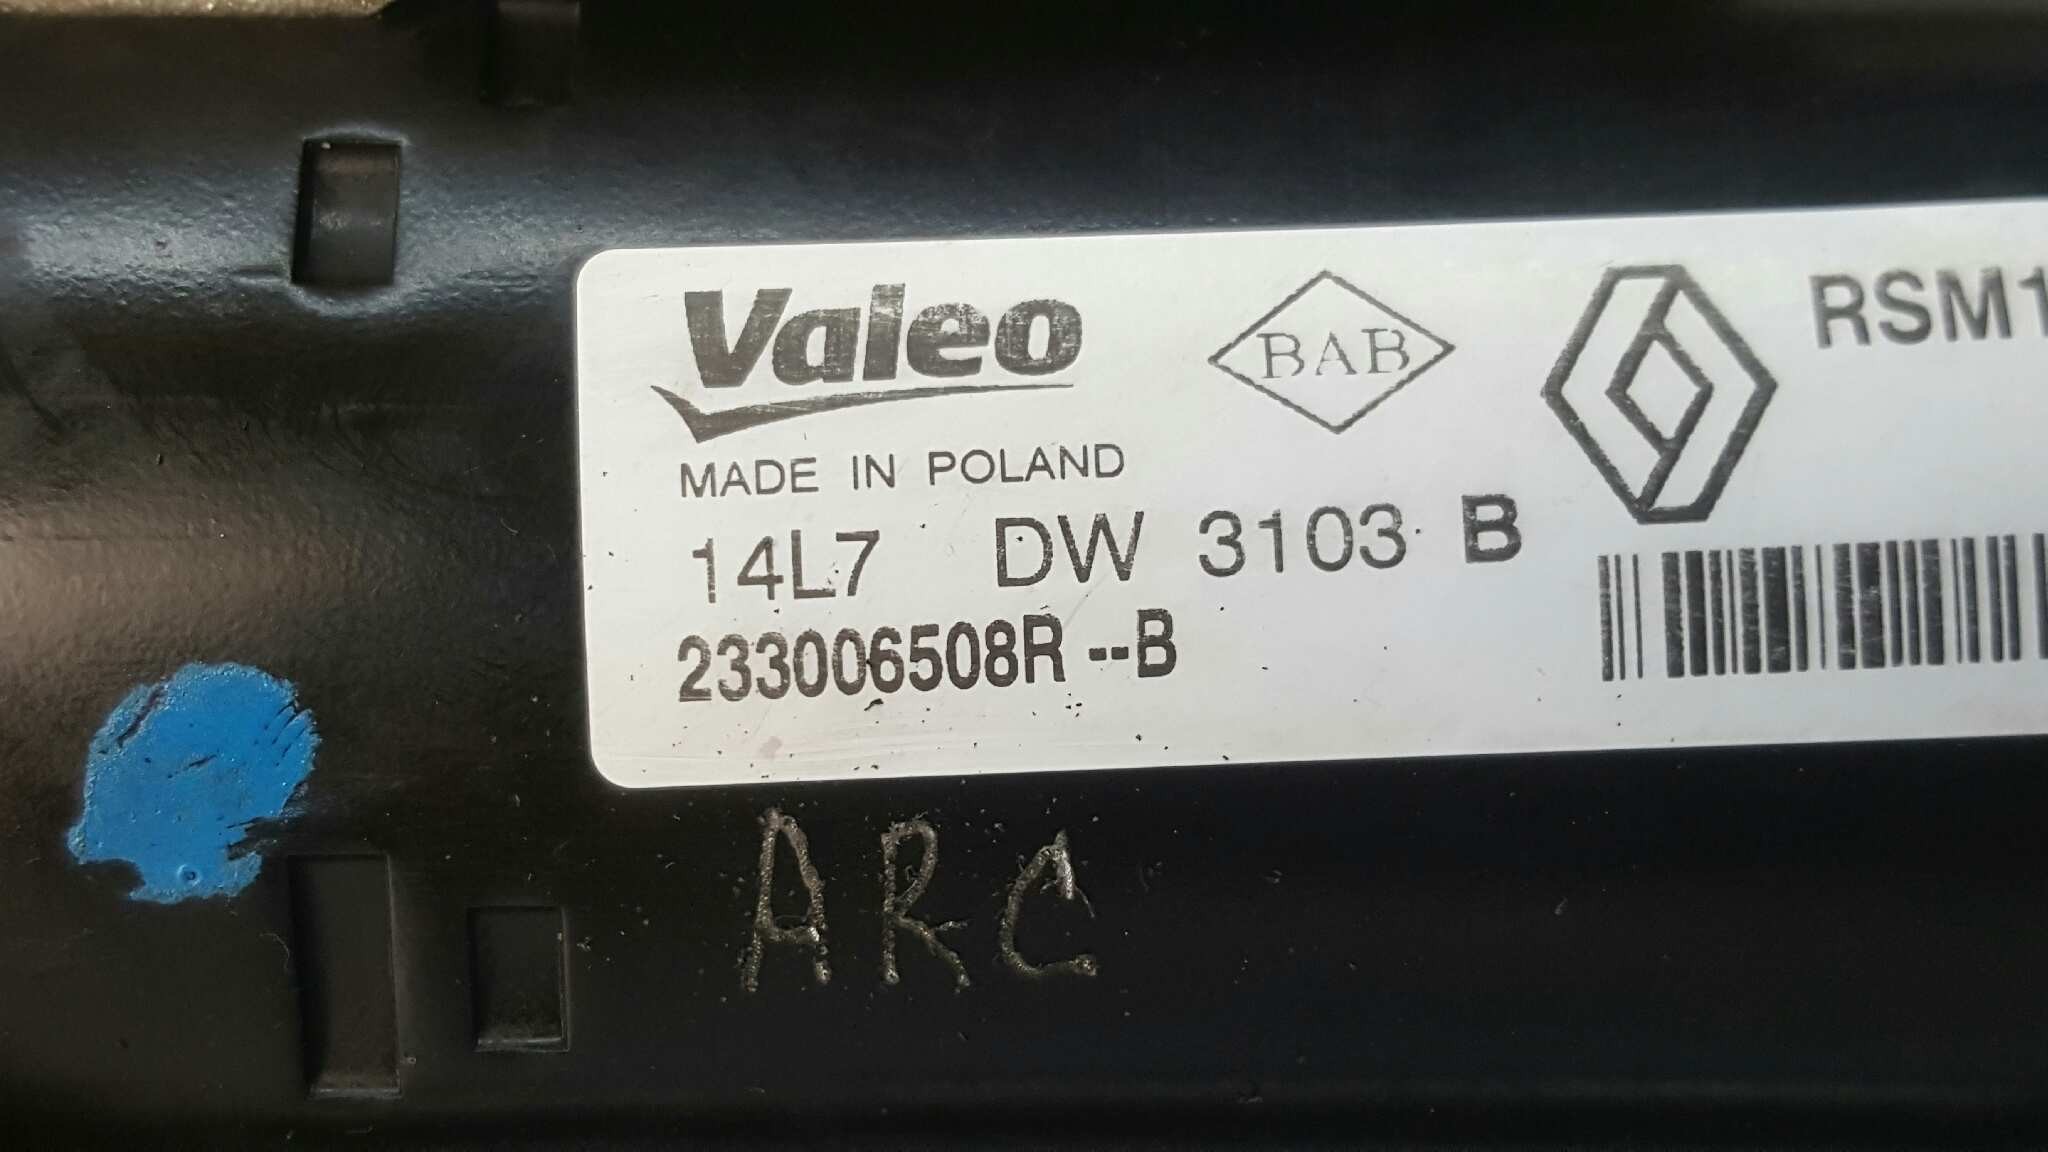 Valeo
BAB
RSM1
MADE IN POLAND
14L7 DW 3103 B
233006508R --B
ARC